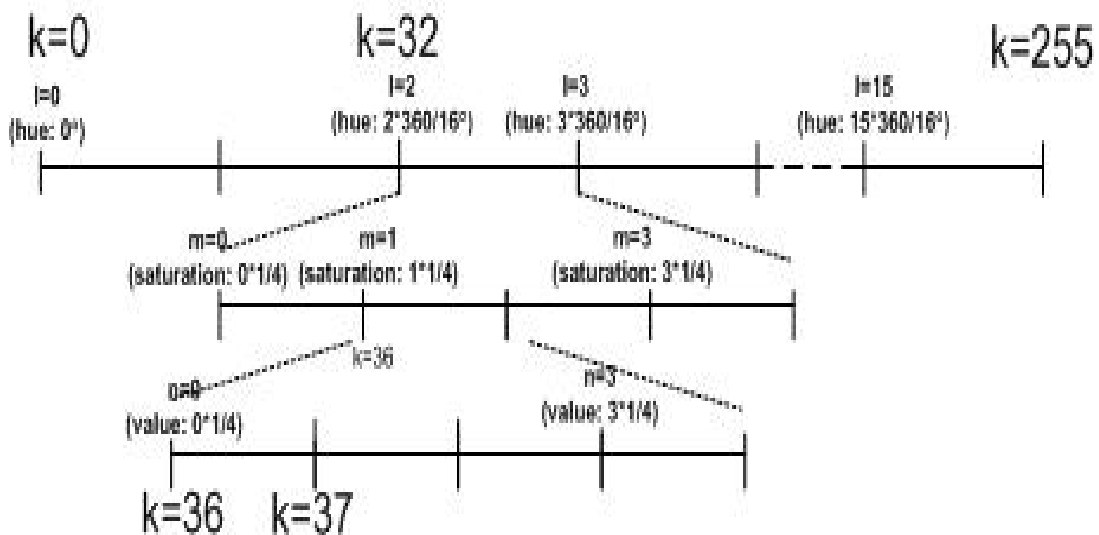 k=0 k=32 k=255
l=0 l=2 l=3 l=15
(hue: 0°) (hue: 2*360/16°) (hue: 3*360/16°) (hue: 15*360/16°)
m=0 m=1 m=3
(saturation: 0*1/4) (saturation: 1*1/4) (saturation: 3*1/4)
k=36
n=3
(value: 0*1/4) (value: 3*1/4)
k=36 k=37